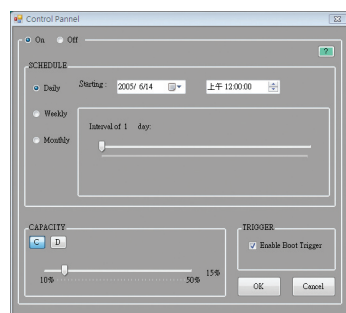 Control Panel
On Off
?
SCHEDULE
Daily Starting : 2005/ 6/14 上午 12:00:00
Weekly
Interval of 1 day:
Monthly
CAPACITY
C D
15%
10% 50%
TRIGGER
Enable Boot Trigger
OK Cancel